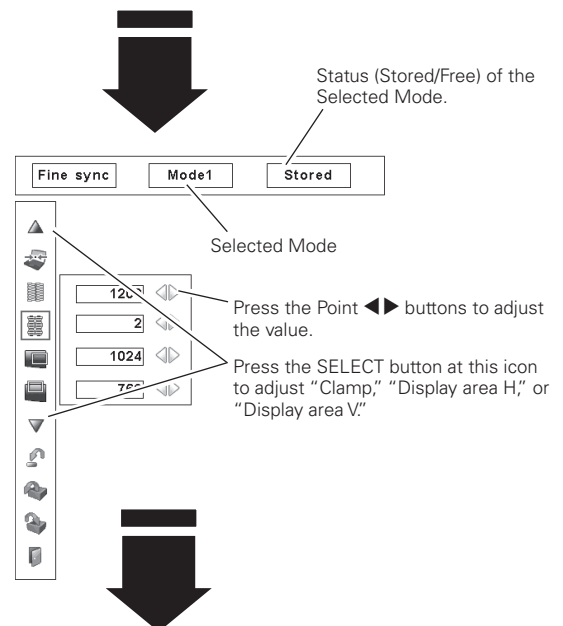 Status (Stored/Free) of the
Selected Mode.
Fine sync Mode1 Stored
Selected Mode
2
1024
Press the Point ◀▶ buttons to adjust
the value.
Press the SELECT button at this icon
to adjust “Clamp,” “Display area H,” or
“Display area V.”